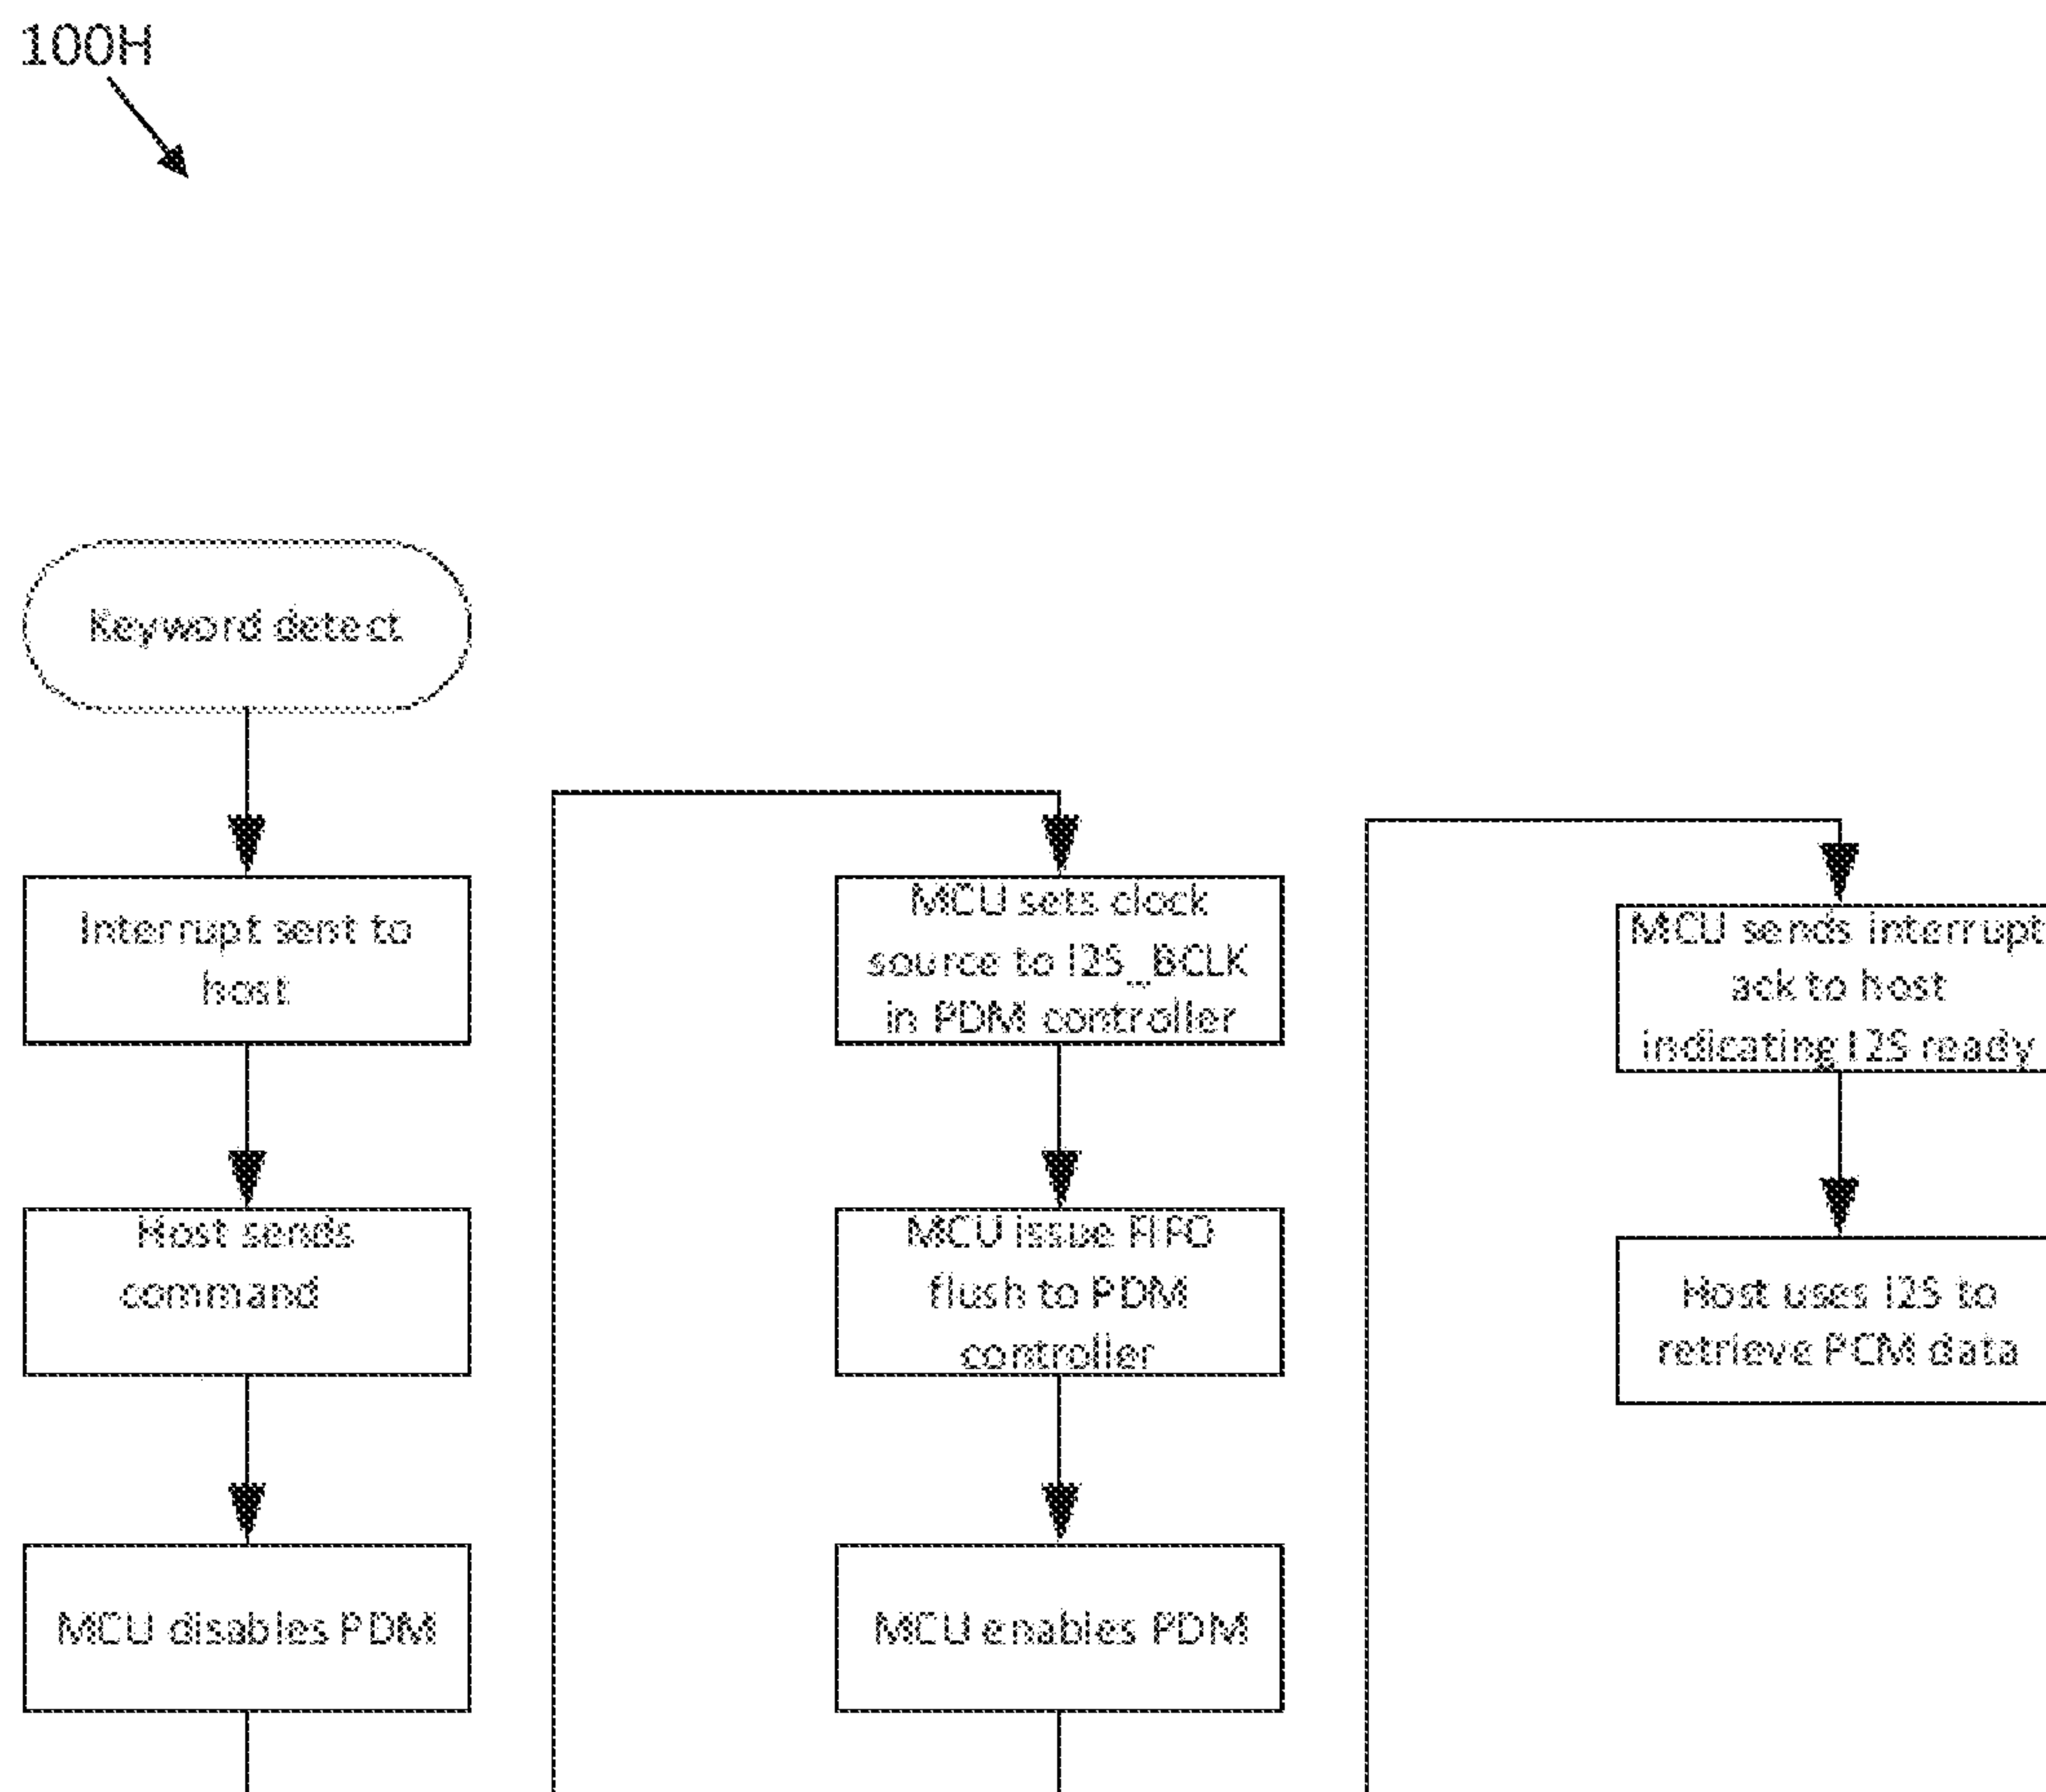 100H
Keyword detect
Interrupt sent to
host
Host sends
command
MCU disables PDM
MCU sets clock
source to I2S_BCLK
in PDM controller
MCU issue FIFO
flush to PDM
controller
MCU enables PDM
MCU sends interrupt
ack to host
indicating I2S ready
Host uses I2S to
retrieve PCM data